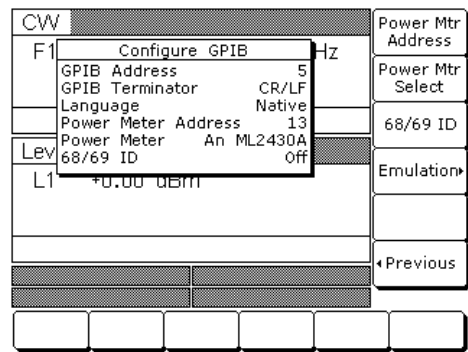 CW
F1
Hz
Configure GPIB
GPIB Address 5
GPIB Terminator CR/LF
Language Native
Power Meter Address 13
Power Meter An ML2430A
68/69 ID Off
Lev
L1 +0.00 dBm
Power Mtr
Address
Power Mtr
Select
68/69 ID
Emulation
Previous